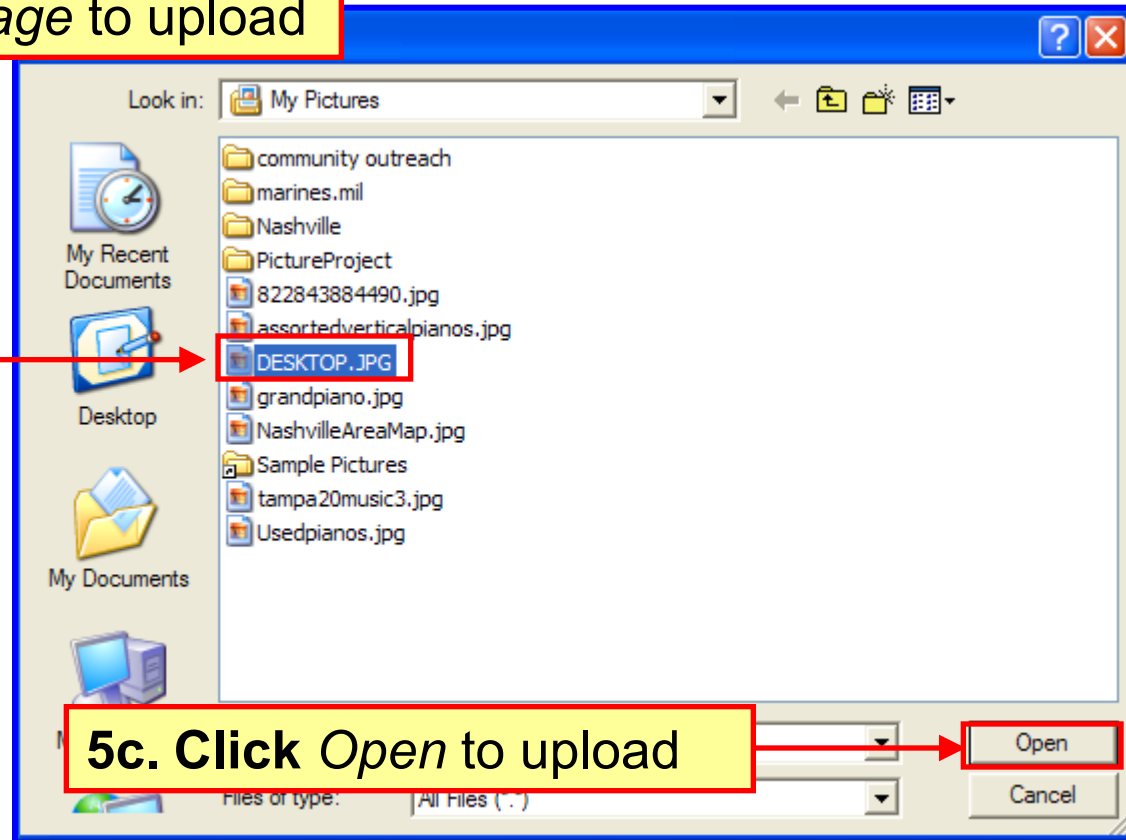 age to upload
Look in: My Pictures
community outreach
marines.mil
Nashville
PictureProject
822843884490.jpg
assortedverticalpianos.jpg
DESKTOP.JPG
grandpiano.jpg
NashvilleAreaMap.jpg
Sample Pictures
tampa20music3.jpg
Usedpianos.jpg
My Recent
Documents
Desktop
My Documents
5c. Click Open to upload
Open
Files of type: All Files (*.*)
Cancel